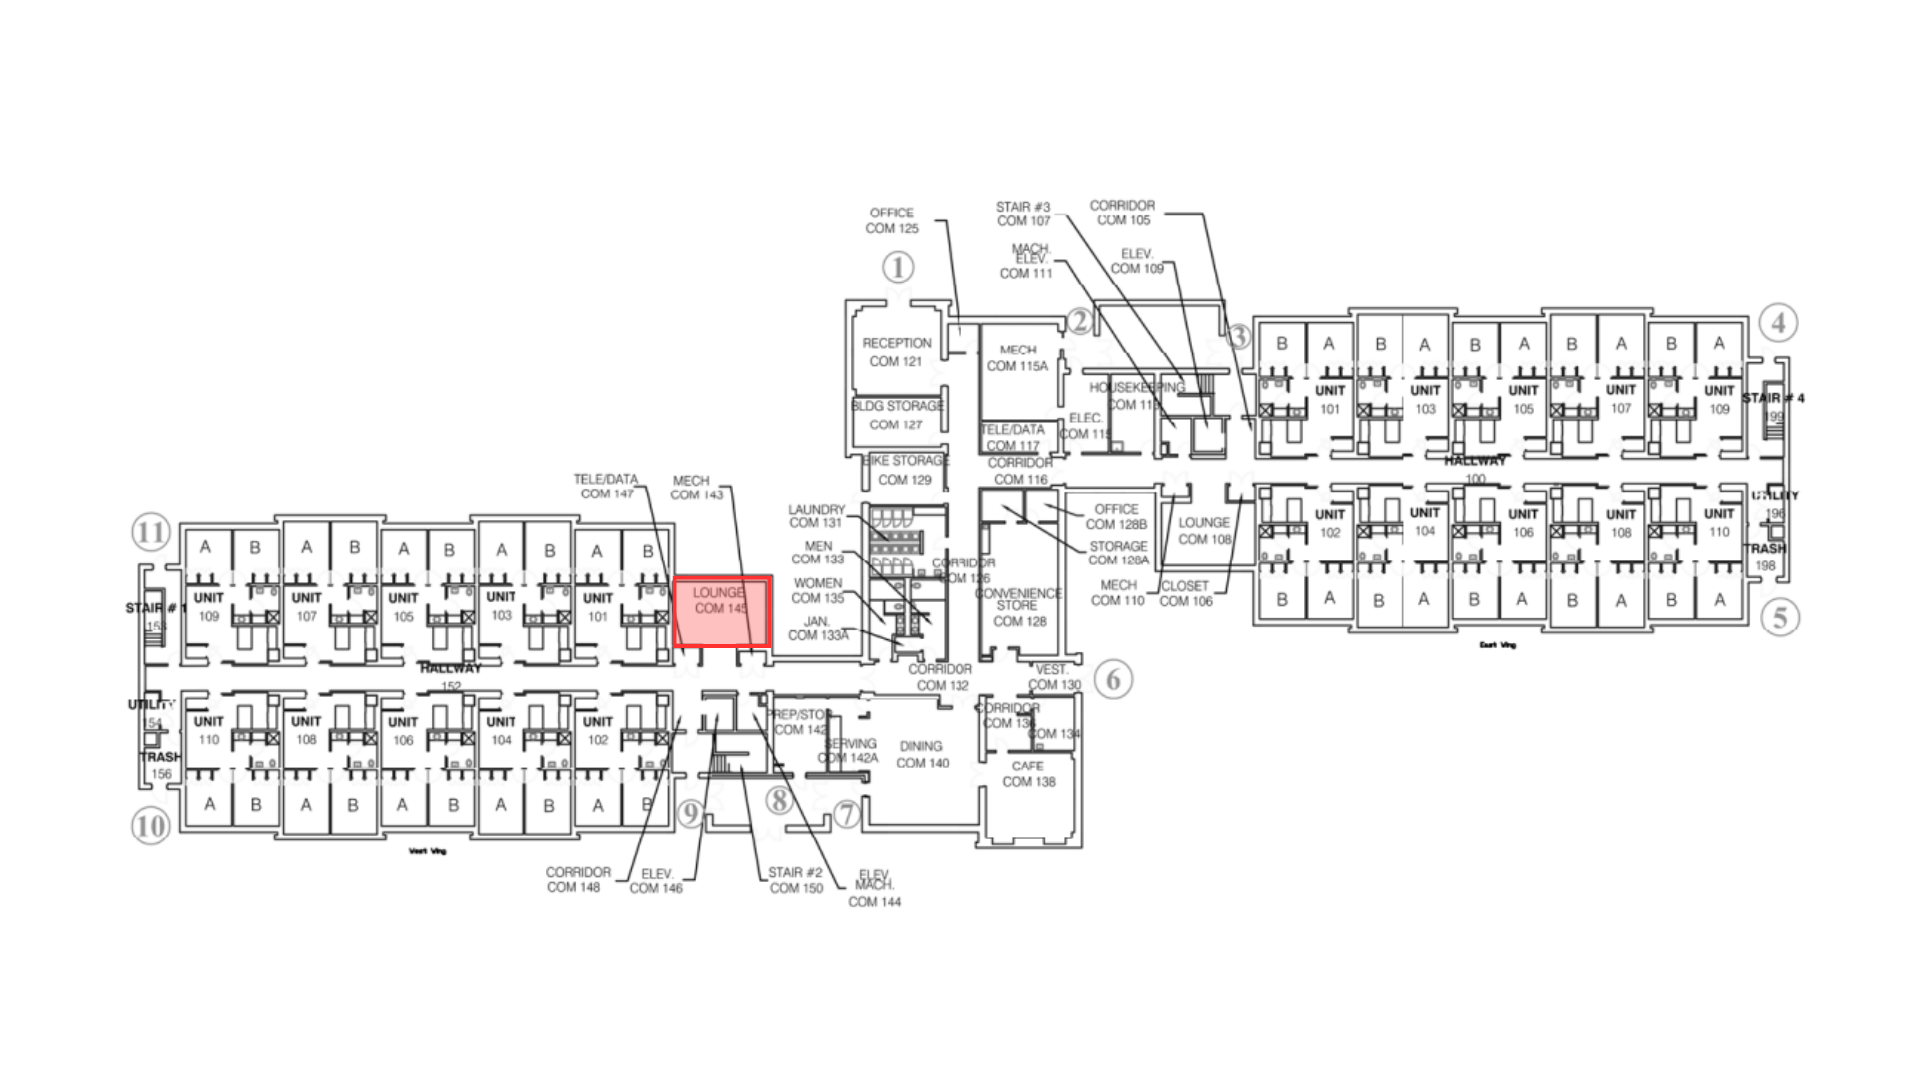 OFFICE
COM 125
STAIR #3
COM 107
CORRIDOR
COM 105
MACH.
ELEV.
COM 111
ELEV.
COM 109
1
2
3
4
RECEPTION
COM 121
MECH
COM 115A
BLDG STORAGE
COM 127
HOUSEKEEPING
COM 113
ELEC.
COM 115
TELE/DATA
COM 117
BIKE STORAGE
COM 129
CORRIDOR
COM 116
B A B A B A B A B A
UNIT
101
UNIT
103
UNIT
105
UNIT
107
UNIT
109
STAIR # 4
199
HALLWAY
100
UTILITY
196
TRASH
198
UNIT
102
UNIT
104
UNIT
106
UNIT
108
UNIT
110
B A B A B A B A B A
5
East Wing
OFFICE
COM 128B
STORAGE
COM 128A
LOUNGE
COM 108
MECH
COM 110
CLOSET
COM 106
LAUNDRY
COM 131
MEN
COM 133
WOMEN
COM 135
JAN.
COM 133A
CORRIDOR
COM 126
CONVENIENCE
STORE
COM 128
TELE/DATA
COM 147
MECH
COM 143
11
A B A B A B A B A B
LOUNGE
COM 145
UNIT
109
UNIT
107
UNIT
105
UNIT
103
UNIT
101
STAIR # 1
HALLWAY
152
CORRIDOR
COM 132
VEST.
COM 130
6
UTILITY
154
TRASH
156
UNIT
110
UNIT
108
UNIT
106
UNIT
104
UNIT
102
A B A B A B A B A B
10
West Wing
PREP/STOR
COM 142
SERVING
COM 142A
DINING
COM 140
CORRIDOR
COM 136
COM 134
CAFE
COM 138
9
8
7
CORRIDOR
COM 148
ELEV.
COM 146
STAIR #2
COM 150
ELEV.
MACH.
COM 144